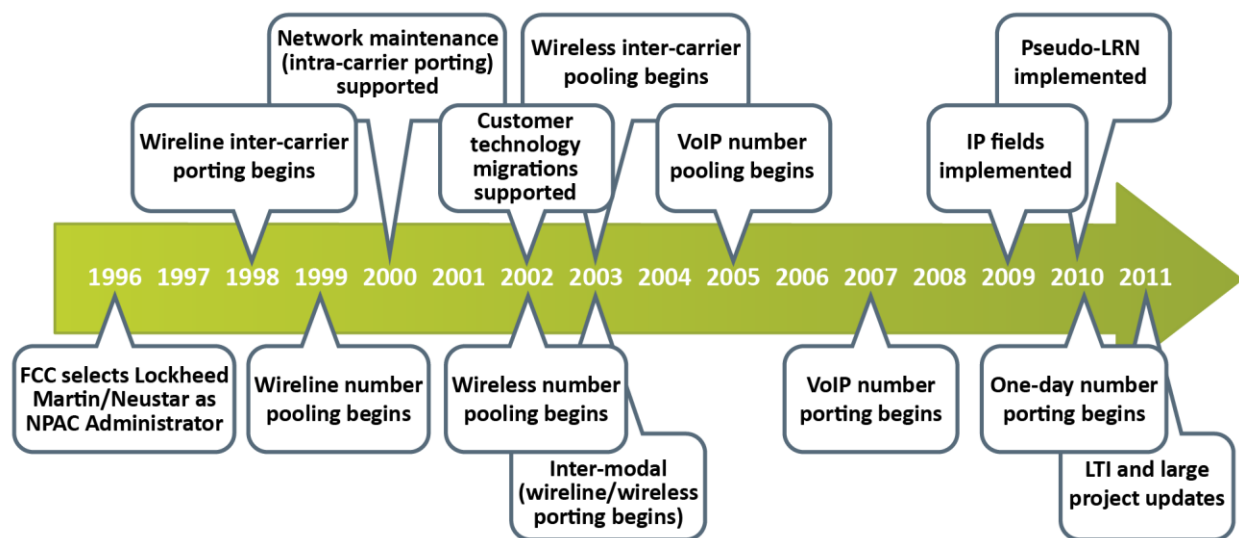 Network maintenance
(intra-carrier porting)
supported
Wireless inter-carrier
pooling begins
Pseudo-LRN
implemented
Wireline inter-carrier
porting begins
Customer
technology
migrations
supported
VoIP number
pooling begins
IP fields
implemented
1996 1997 1998 1999 2000 2001 2002 2003 2004 2005 2006 2007 2008 2009 2010 2011
FCC selects Lockheed
Martin/Neustar as
NPAC Administrator
Wireline number
pooling begins
Wireless number
pooling begins
VoIP number
porting begins
One-day number
porting begins
Inter-modal
(wireline/wireless
porting begins)
LTI and large
project updates